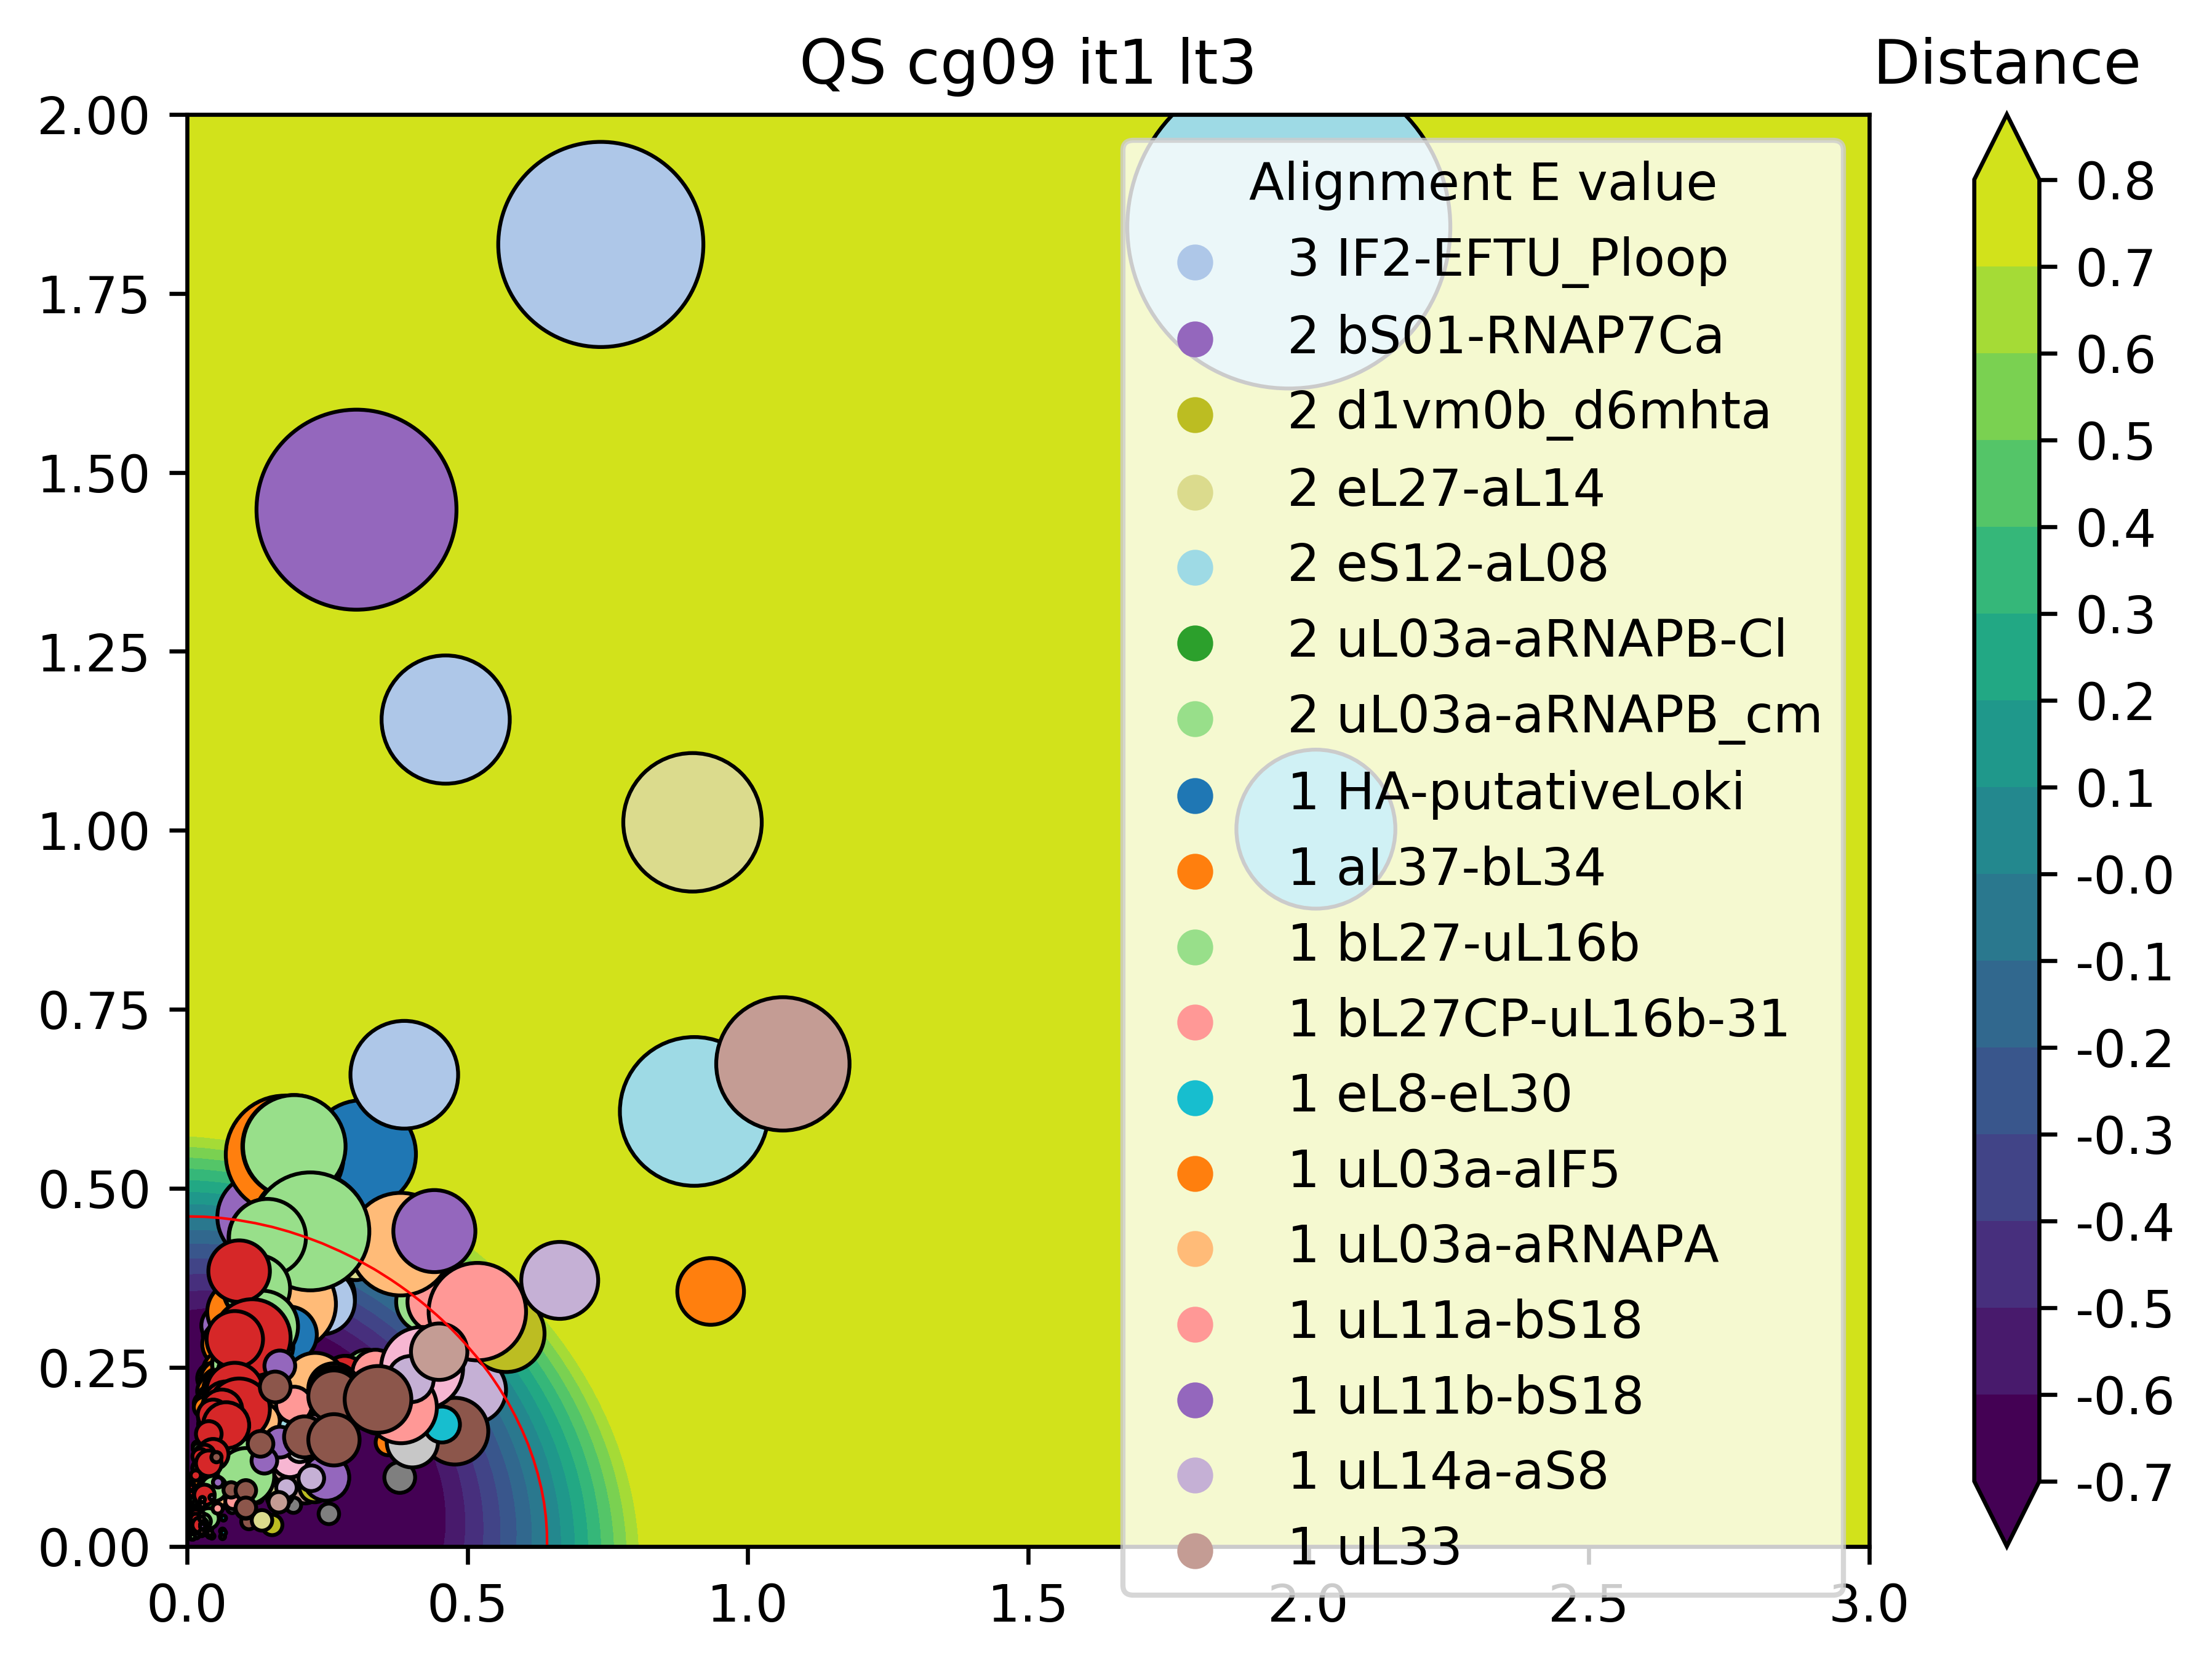 QS cg09 it1 lt3
Distance
2.00
1.75
1.50
1.25
1.00
0.75
0.50
0.25
0.00
0.0
0.5
1.0
1.5
2.0
2.5
3.0
Alignment E value
3 IF2-EFTU_Ploop
2 bS01-RNAP7Ca
2 d1vm0b_d6mhta
2 eL27-aL14
2 eS12-aL08
2 uL03a-aRNAPB-Cl
2 uL03a-aRNAPB_cm
1 HA-putativeLoki
1 aL37-bL34
1 bL27-uL16b
1 bL27CP-uL16b-31
1 eL8-eL30
1 uL03a-aIF5
1 uL03a-aRNAPA
1 uL11a-bS18
1 uL11b-bS18
1 uL14a-aS8
1 uL33
0.8
0.7
0.6
0.5
0.4
0.3
0.2
0.1
-0.0
-0.1
-0.2
-0.3
-0.4
-0.5
-0.6
-0.7